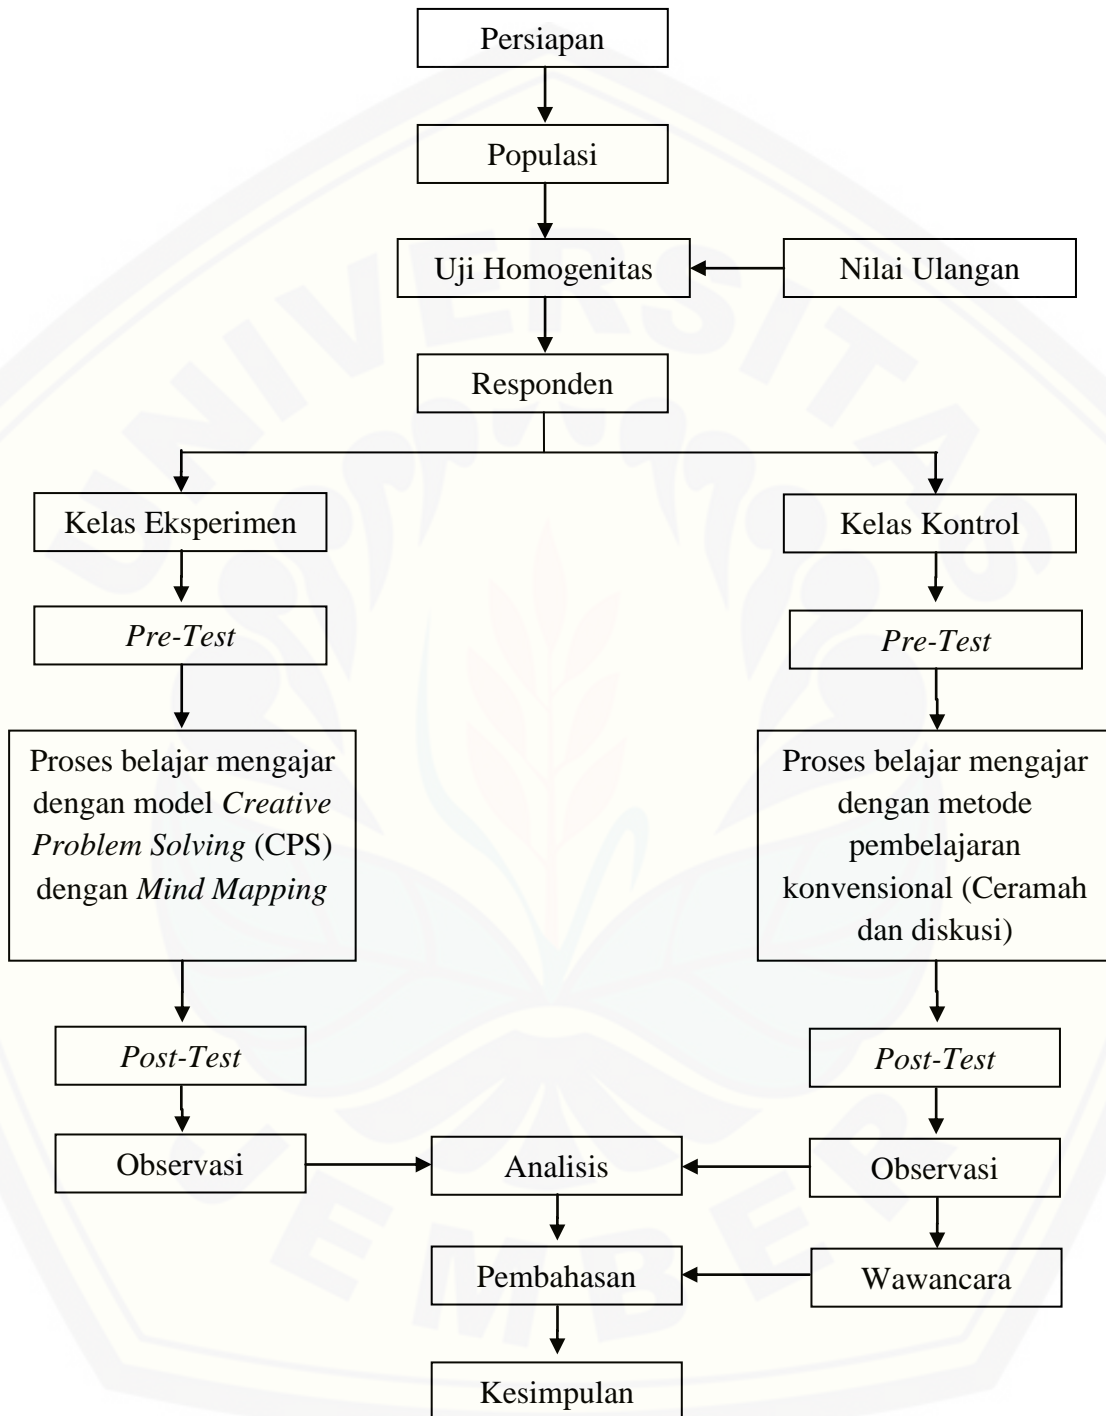 Persiapan
Populasi
Uji Homogenitas
Nilai Ulangan
Responden
Kelas Eksperimen
Kelas Kontrol
Pre-Test
Pre-Test
Proses belajar mengajar
dengan model Creative
Problem Solving (CPS)
dengan Mind Mapping
Proses belajar mengajar
dengan metode
pembelajaran
konvensional (Ceramah
dan diskusi)
Post-Test
Post-Test
Observasi
Analisis
Observasi
Pembahasan
Wawancara
Kesimpulan
UNIVERSITAS
JEMBER